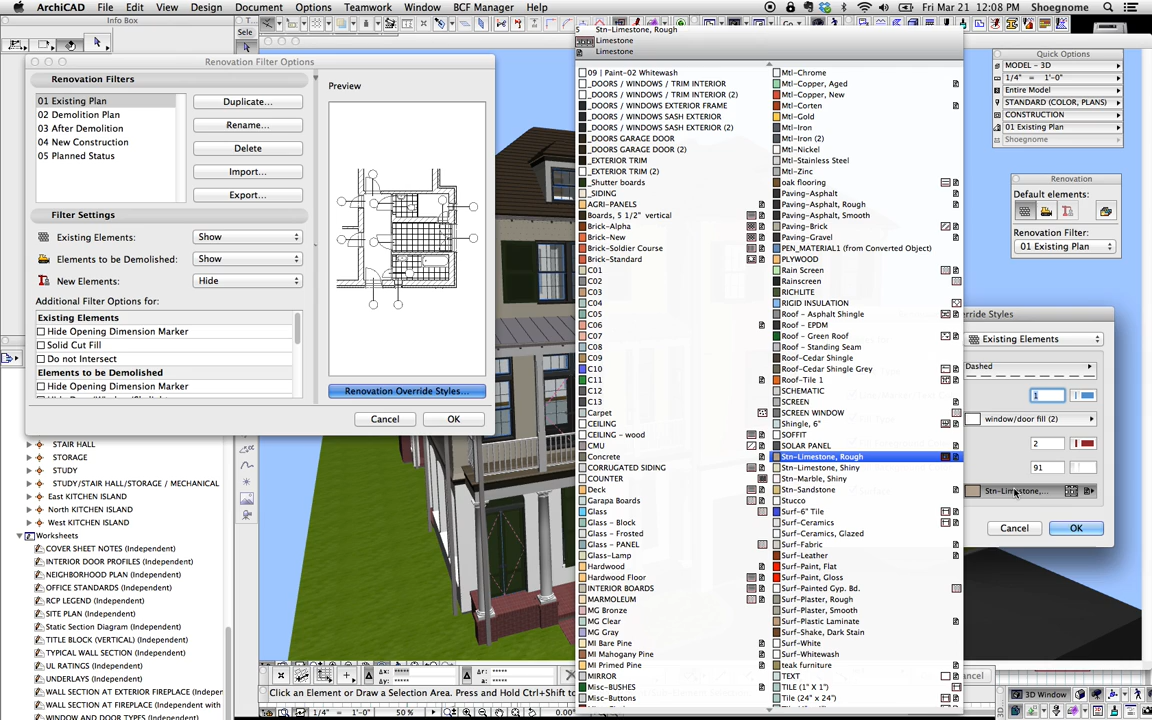 ArchiCAD File Edit View Design Document Options Teamwork Window BCF Manager Help
Fri Mar 21 12:08 PM Shoegnome
Info Box
Sele
Renovation Filter Options
Renovation Filters
01 Existing Plan
02 Demolition Plan
03 After Demolition
04 New Construction
05 Planned Status
Duplicate...
Rename...
Delete
Import...
Export...
Filter Settings
Existing Elements: Show
Elements to be Demolished: Show
New Elements: Hide
Additional Filter Options for:
Existing Elements
Hide Opening Dimension Marker
Solid Cut Fill
Do not Intersect
Elements to be Demolished
Hide Opening Dimension Marker
Preview
Renovation Override Styles...
Cancel OK
STAIR HALL
STORAGE
STUDY
STUDY/STAIR HALL/STORAGE / MECHANICAL
East KITCHEN ISLAND
North KITCHEN ISLAND
West KITCHEN ISLAND
Worksheets
COVER SHEET NOTES (Independent)
INTERIOR DOOR PROFILES (Independent)
NEIGHBORHOOD PLAN (Independent)
OFFICE STANDARDS (Independent)
RCP LEGEND (Independent)
SITE PLAN (Independent)
Static Section Diagram (Independent)
TITLE BLOCK (VERTICAL) (Independent)
TYPICAL WALL SECTION (Independent)
UL RATINGS (Independent)
UNDERLAYS (Independent)
WALL SECTION AT EXTERIOR FIREPLACE (Indepen
WALL SECTION AT FIREPLACE (Independent)
WINDOW AND DOOR TYPES (Independent)
5 Stn-Limestone, Rough
Limestone
Limestone
09 | Paint-02 Whitewash
_DOORS / WINDOWS / TRIM INTERIOR
_DOORS / WINDOWS / TRIM INTERIOR (2)
_DOORS WINDOWS EXTERIOR FRAME
_DOORS / WINDOWS SASH EXTERIOR
_DOORS / WINDOWS SASH EXTERIOR (2)
_DOORS GARAGE DOOR
_DOORS GARAGE DOOR (2)
_EXTERIOR TRIM
_EXTERIOR TRIM (2)
_Shutter boards
_SIDING
AGRI-PANELS
Boards, 5 1/2" vertical
Brick-Alpha
Brick-New
Brick-Soldier Course
Brick-Standard
C01
C02
C03
C04
C05
C06
C07
C08
C09
C10
C11
C12
C13
Carpet
CEILING
CEILING - wood
CMU
Concrete
CORRUGATED SIDING
COUNTER
Deck
Garapa Boards
Glass
Glass - Block
Glass - Frosted
Glass - PANEL
Glass-Lamp
Hardwood
Hardwood Floor
INTERIOR BOARDS
MARMOLEUM
MG Bronze
MG Clear
MG Gray
MI Bare Pine
MI Mahogany Pine
MI Primed Pine
MIRROR
Misc-BUSHES
Misc-Buttons
Mtl-Chrome
Mtl-Copper, Aged
Mtl-Copper, New
Mtl-Corten
Mtl-Gold
Mtl-Iron
Mtl-Iron (2)
Mtl-Nickel
Mtl-Stainless Steel
Mtl-Zinc
oak flooring
Paving-Asphalt
Paving-Asphalt, Rough
Paving-Asphalt, Smooth
Paving-Brick
Paving-Gravel
PEN_MATERIAL1 (from Converted Object)
PLYWOOD
Rain Screen
Rainscreen
RICHLITE
RIGID INSULATION
Roof - Asphalt Shingle
Roof - EPDM
Roof - Green Roof
Roof - Standing Seam
Roof-Cedar Shingle
Roof-Cedar Shingle Grey
Roof-Tile 1
SCHEMATIC
SCREEN
SCREEN WINDOW
Shingle, 6"
SOFFIT
SOLAR PANEL
Stn-Limestone, Rough
Stn-Limestone, Shiny
Stn-Marble, Shiny
Stn-Sandstone
Stucco
Surf-6" Tile
Surf-Ceramics
Surf-Ceramics, Glazed
Surf-Fabric
Surf-Leather
Surf-Paint, Flat
Surf-Paint, Gloss
Surf-Painted Gyp. Bd.
Surf-Plaster, Rough
Surf-Plaster, Smooth
Surf-Plastic Laminate
Surf-Shake, Dark Stain
Surf-White
Surf-Whitewash
teak furniture
TEXT
TILE (1" X 1")
Tile (24" x 24")
Quick Options
MODEL - 3D
1/4" = 1'-0"
Entire Model
STANDARD (COLOR, PLANS)
CONSTRUCTION
01 Existing Plan
Shoegnome
Renovation
Default elements:
Renovation Filter:
01 Existing Plan
erride Styles
Existing Elements
Dashed
1
window/door fill (2)
2
91
Stn-Limestone,...
Cancel OK
Click an Element or Draw a Selection Area. Press and Hold Ctrl+Shift to
1/4" = 1'-0" 50 %
3D Window